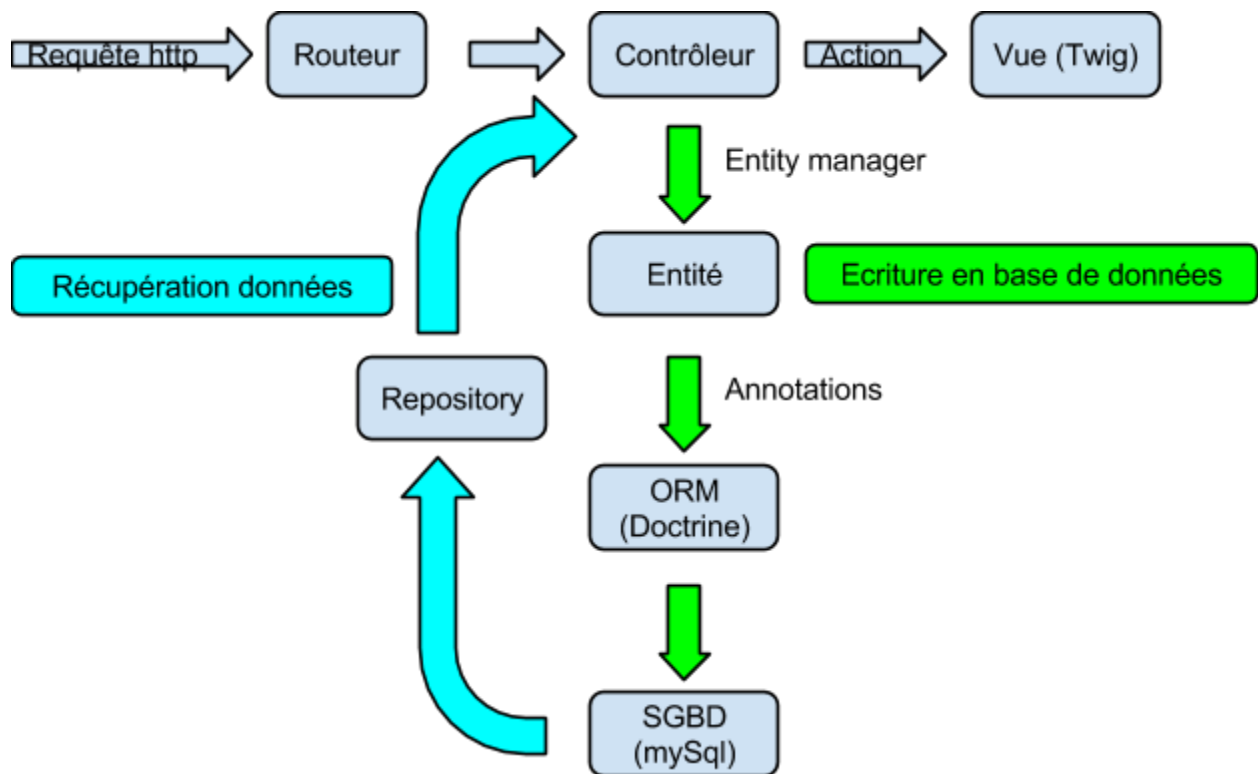 Requête http
Routeur
Contrôleur
Action
Vue (Twig)
Entity manager
Récupération données
Entité
Ecriture en base de données
Repository
Annotations
ORM
(Doctrine)
SGBD
(mySql)